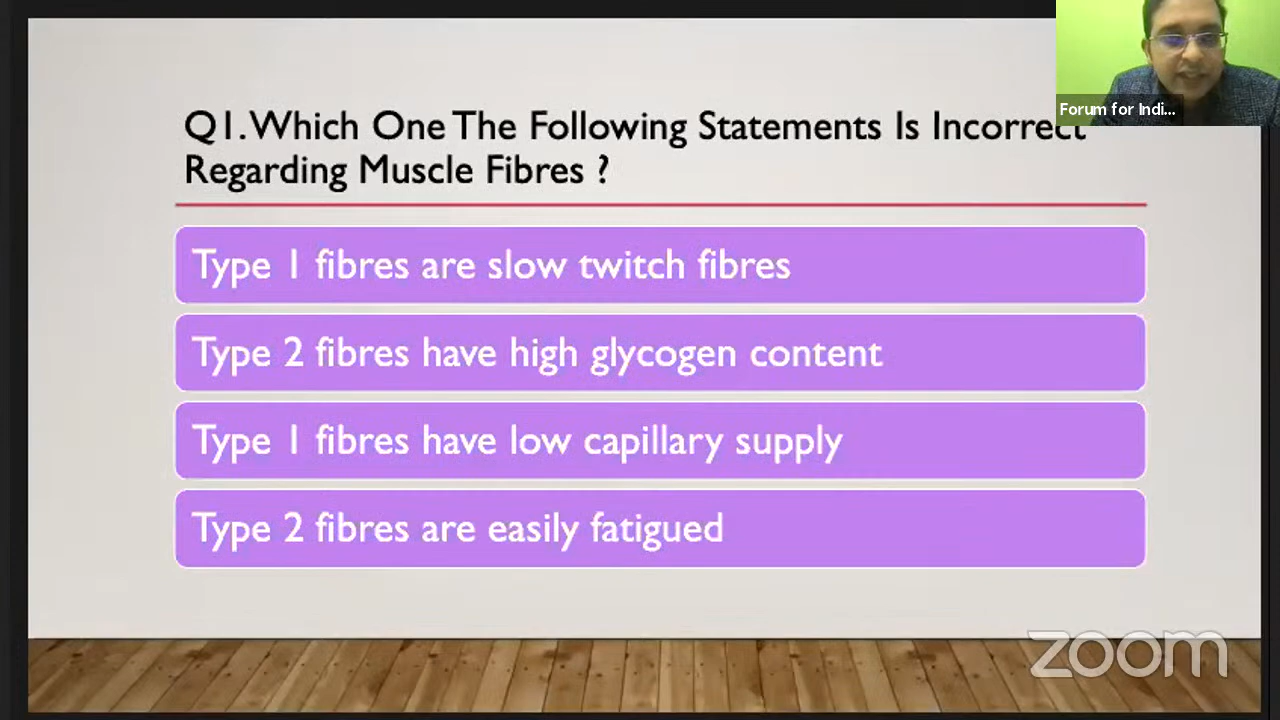 Forum for Indi...
Q1. Which One The Following Statements Is Incorrect
Regarding Muscle Fibres ?
Type 1 fibres are slow twitch fibres
Type 2 fibres have high glycogen content
Type 1 fibres have low capillary supply
Type 2 fibres are easily fatigued
zoom